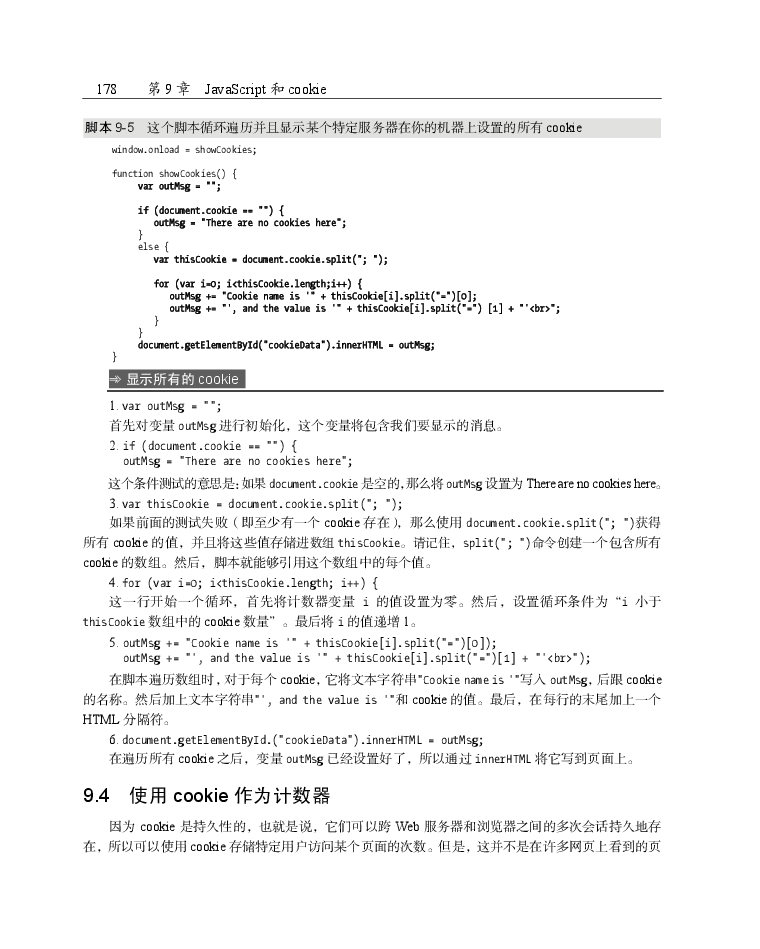 178 第 9 章 JavaScript 和 cookie
脚本 9-5 这个脚本循环遍历并且显示某个特定服务器在你的机器上设置的所有 cookie
window.onload = showCookies;
function showCookies() {
var outMsg = "";
if (document.cookie == "") {
outMsg = "There are no cookies here";
}
else {
var thisCookie = document.cookie.split("; ");
for (var i=0; i<thisCookie.length;i++) {
outMsg += "Cookie name is '" + thisCookie[i].split("=")[0];
outMsg += "', and the value is '" + thisCookie[i].split("=") [1] + "'<br>";
}
}
document.getElementById("cookieData").innerHTML = outMsg;
}
显示所有的 cookie
1. var outMsg = "";
首先对变量 outMsg 进行初始化，这个变量将包含我们要显示的消息。
2. if (document.cookie == "") {
outMsg = "There are no cookies here";
这个条件测试的意思是：如果 document.cookie 是空的，那么将 outMsg 设置为 There are no cookies here。
3. var thisCookie = document.cookie.split("; ");
如果前面的测试失败（即至少有一个 cookie 存在），那么使用 document.cookie.split("; ")获得
所有 cookie 的值，并且将这些值存储进数组 thisCookie。请记住，split("; ")命令创建一个包含所有
cookie 的数组。然后，脚本就能够引用这个数组中的每个值。
4. for (var i=0; i<thisCookie.length; i++) {
这一行开始一个循环，首先将计数器变量 i 的值设置为零。然后，设置循环条件为“i 小于
thisCookie 数组中的 cookie 数量”。最后将 i 的值递增 1。
5. outMsg += "Cookie name is '" + thisCookie[i].split("=")[0]);
outMsg += "', and the value is '" + thisCookie[i].split("=")[1] + "'<br>");
在脚本遍历数组时，对于每个 cookie，它将文本字符串"Cookie name is '"写入 outMsg，后跟 cookie
的名称。然后加上文本字符串"', and the value is '"和 cookie 的值。最后，在每行的末尾加上一个
HTML 分隔符。
6. document.getElementById.("cookieData").innerHTML = outMsg;
在遍历所有 cookie 之后，变量 outMsg 已经设置好了，所以通过 innerHTML 将它写到页面上。
9.4 使用 cookie 作为计数器
因为 cookie 是持久性的，也就是说，它们可以跨 Web 服务器和浏览器之间的多次会话持久地存
在，所以可以使用 cookie 存储特定用户访问某个页面的次数。但是，这并不是在许多网页上看到的页